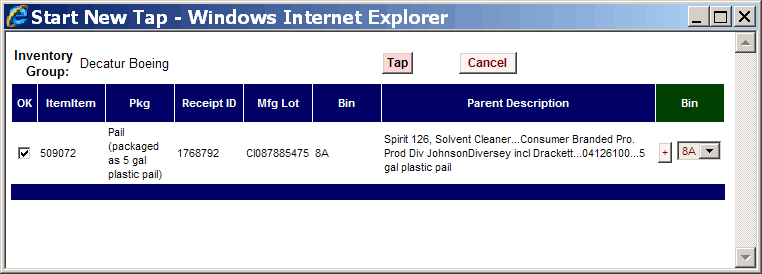 Start New Tap - Windows Internet Explorer
Inventory Group: Decatur Boeing Tap Cancel
OK ItemItem Pkg Receipt ID Mfg Lot Bin Parent Description Bin
509072 Pail (packaged as 5 gal plastic pail) 1768792 CI087885475 8A Spirit 126, Solvent Cleaner...Consumer Branded Pro. Prod Div JohnsonDiversey incl Drackett...04126100...5 gal plastic pail + 8A